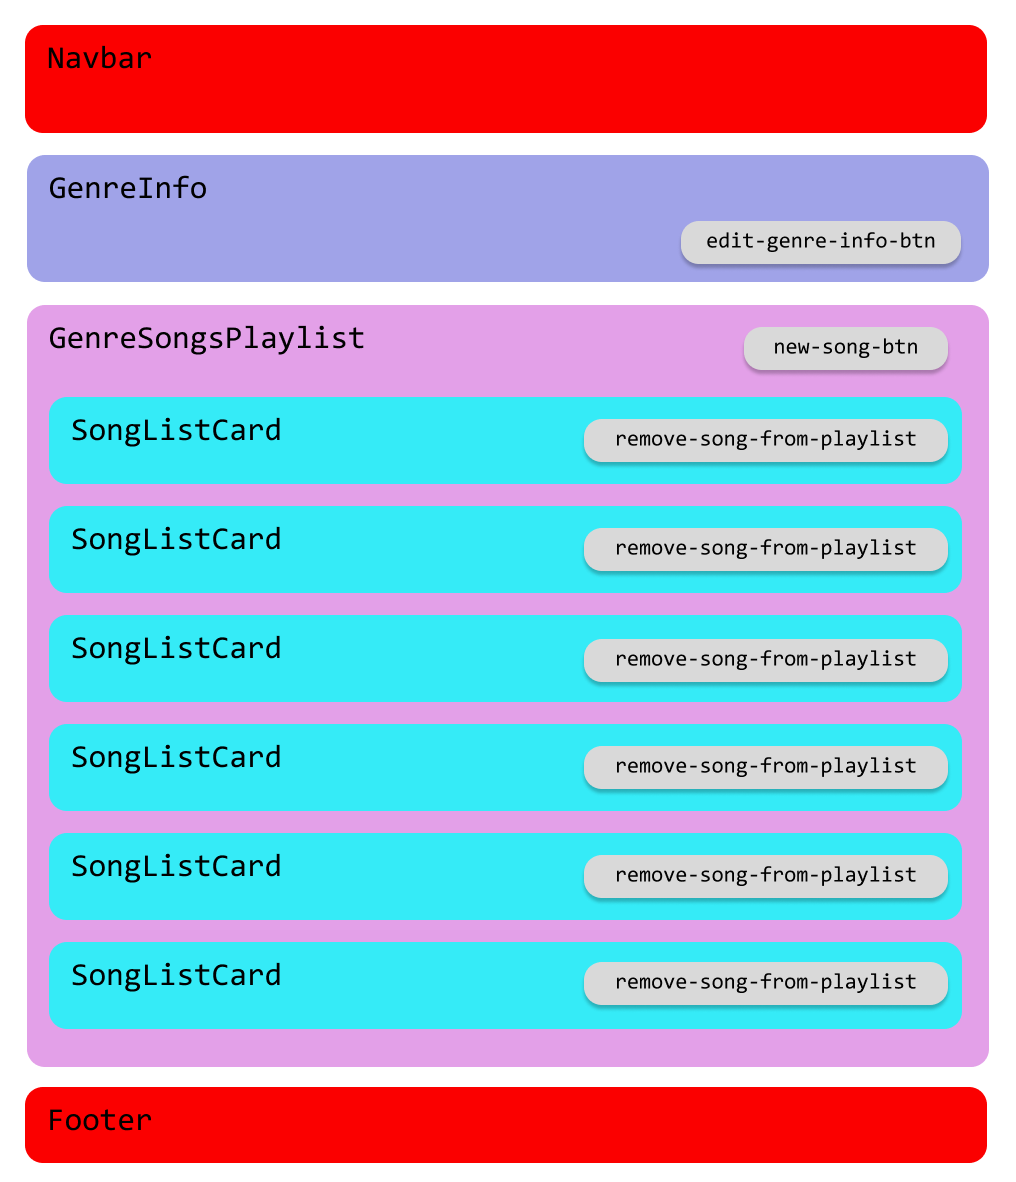 Navbar
GenreInfo
edit-genre-info-btn
GenreSongsPlaylist
new-song-btn
SongListCard
remove-song-from-playlist
SongListCard
remove-song-from-playlist
SongListCard
remove-song-from-playlist
SongListCard
remove-song-from-playlist
SongListCard
remove-song-from-playlist
SongListCard
remove-song-from-playlist
Footer